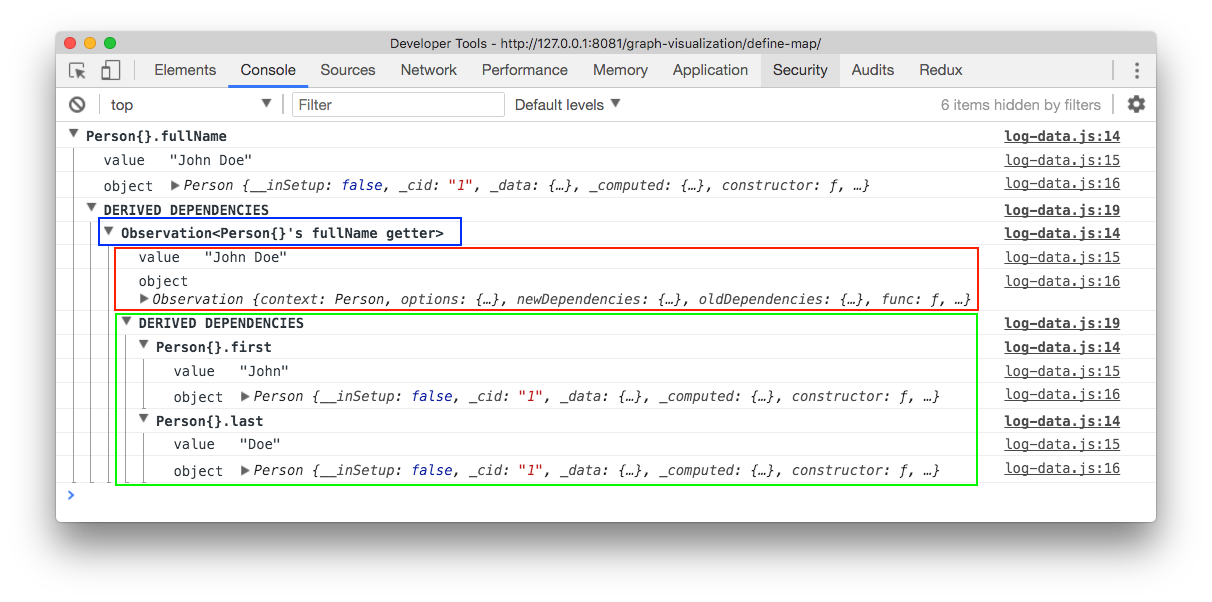 Developer Tools - http://127.0.0.1:8081/graph-visualization/define-map/
Elements Console Sources Network Performance Memory Application Security Audits Redux
top Filter Default levels 6 items hidden by filters
Person{}.fullName log-data.js:14
value "John Doe" log-data.js:15
object Person {__inSetup: false, _cid: "1", _data: {…}, _computed: {…}, constructor: ƒ, …} log-data.js:16
DERIVED DEPENDENCIES log-data.js:19
Observation<Person{}'s fullName getter> log-data.js:14
value "John Doe" log-data.js:15
object log-data.js:16
Observation {context: Person, options: {…}, newDependencies: {…}, oldDependencies: {…}, func: ƒ, …}
DERIVED DEPENDENCIES log-data.js:19
Person{}.first log-data.js:14
value "John" log-data.js:15
object Person {__inSetup: false, _cid: "1", _data: {…}, _computed: {…}, constructor: ƒ, …} log-data.js:16
Person{}.last log-data.js:14
value "Doe" log-data.js:15
object Person {__inSetup: false, _cid: "1", _data: {…}, _computed: {…}, constructor: ƒ, …} log-data.js:16